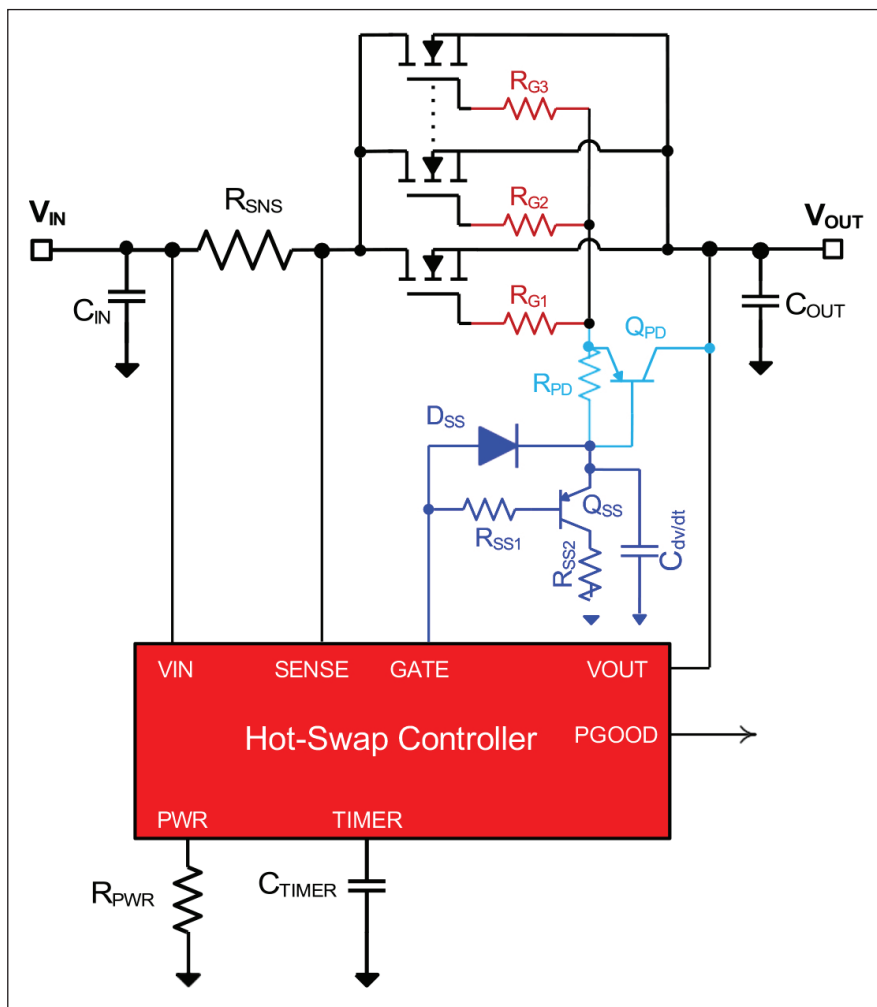 RG3
RSNS
VIN
RG2
VOUT
CIN
RG1
COUT
QPD
RPD
DSS
QSS
RSS1
RSS2
Cdv/dt
VIN
SENSE
GATE
VOUT
Hot-Swap Controller
PGOOD
PWR
TIMER
RPWR
CTIMER